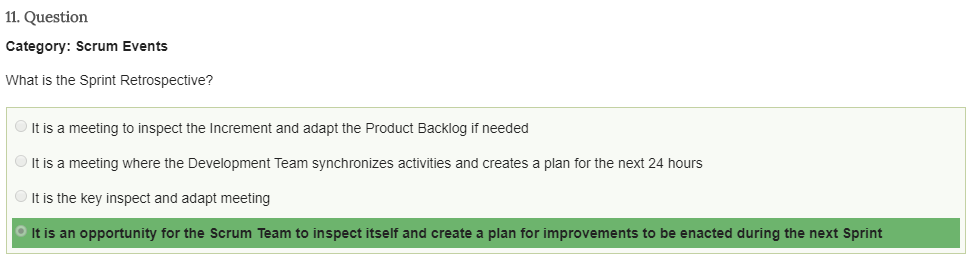 11. Question
Category: Scrum Events
What is the Sprint Retrospective?
It is a meeting to inspect the Increment and adapt the Product Backlog if needed
It is a meeting where the Development Team synchronizes activities and creates a plan for the next 24 hours
It is the key inspect and adapt meeting
It is an opportunity for the Scrum Team to inspect itself and create a plan for improvements to be enacted during the next Sprint